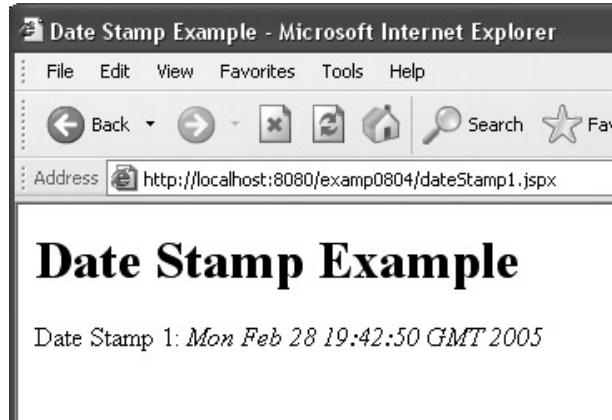 Date Stamp Example - Microsoft Internet Explorer
File Edit View Favorites Tools Help
Back Search Fa
Address http://localhost:8080/examp0804/dateStamp1.jspx
Date Stamp Example
Date Stamp 1: Mon Feb 28 19:42:50 GMT 2005